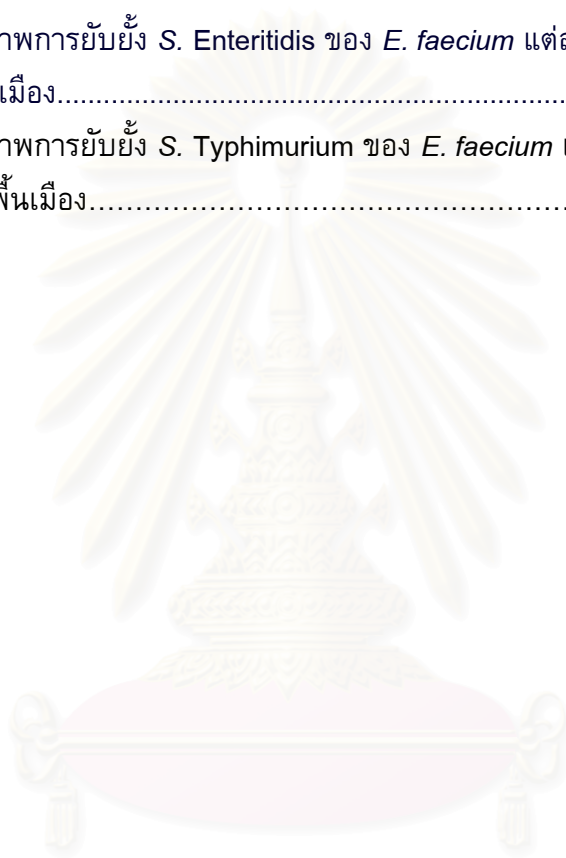 าพการยับยั้ง S. Enteritidis ของ E. faecium แต่ล
เมือง......................................................................
าพการยับยั้ง S. Typhimurium ของ E. faecium
พื้นเมือง……………………………………………